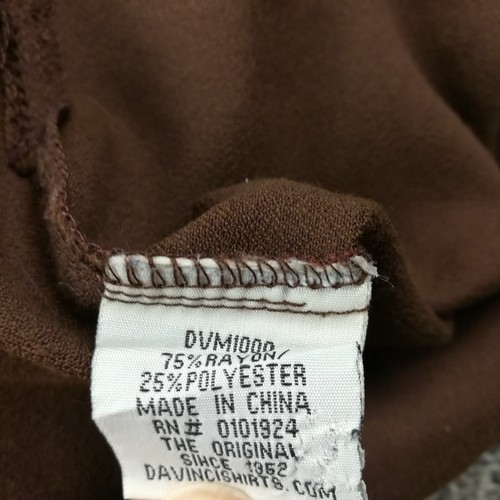 DVM1000
75% RAYON/
25% POLYESTER
MADE IN CHINA
RN# 0101924
THE ORIGINAL
SINCE 1952
DAVINCISHIRTS.COM